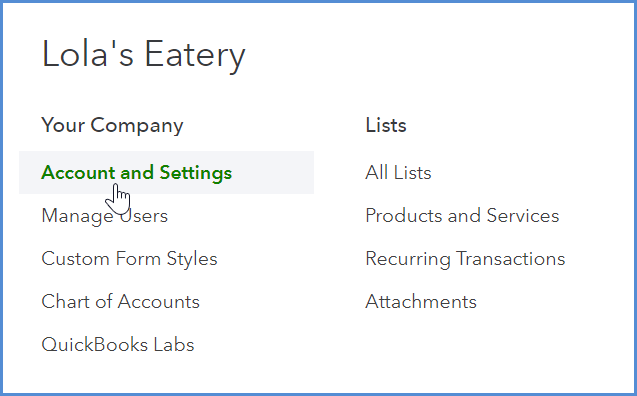 Lola's Eatery
Your Company
Account and Settings
Manage Users
Custom Form Styles
Chart of Accounts
QuickBooks Labs
Lists
All Lists
Products and Services
Recurring Transactions
Attachments